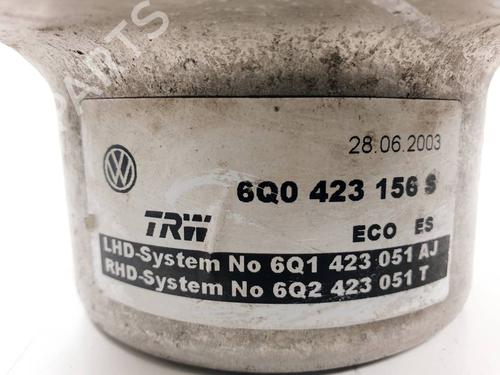 PARTS
28.06.2003
6Q0 423 156 S
TRW
ECO ES
LHD-System No 6Q1 423 051 AJ
RHD-System No 6Q2 423 051 T